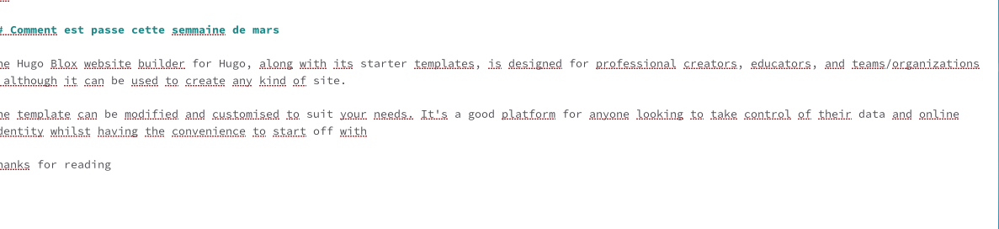 # Comment est passe cette semmaine de mars
he Hugo Blox website builder for Hugo, along with its starter templates, is designed for professional creators, educators, and teams/organizations
although it can be used to create any kind of site.
he template can be modified and customised to suit your needs. It's a good platform for anyone looking to take control of their data and online
dentity whilst having the convenience to start off with
hanks for reading